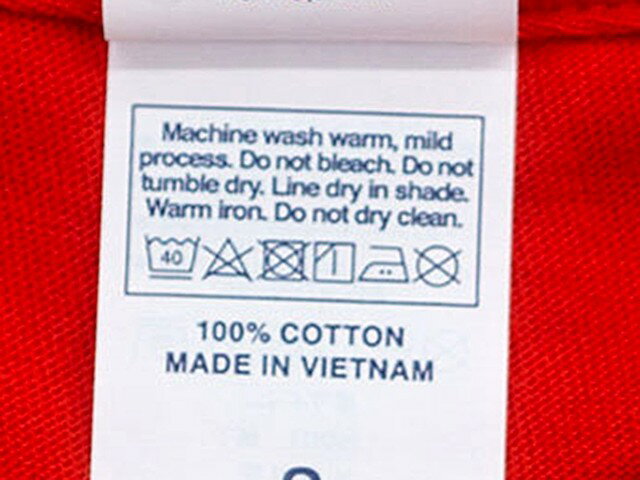 Machine wash warm, mild
process. Do not bleach. Do not
tumble dry. Line dry in shade.
Warm iron. Do not dry clean.
40
100% COTTON
MADE IN VIETNAM